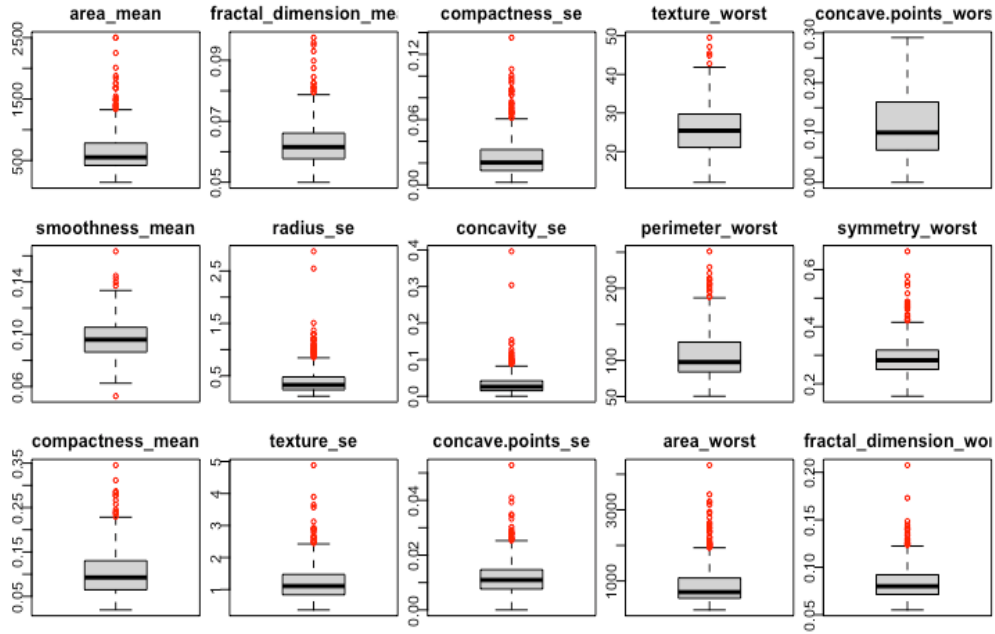 area_mean
fractal_dimension_me
compactness_se
texture_worst
concave.points_wors
500 1500 2500
0.05 0.07 0.09
0.00 0.06 0.12
20 30 40 50
0.00 0.10 0.20 0.30
smoothness_mean
radius_se
concavity_se
perimeter_worst
symmetry_worst
0.06 0.10 0.14
0.5 1.5 2.5
0.0 0.1 0.2 0.3 0.4
50 100 200
0.2 0.4 0.6
compactness_mean
texture_se
concave.points_se
area_worst
fractal_dimension_wor
0.05 0.15 0.25 0.35
1 2 3 4 5
0.00 0.02 0.04
1000 3000
0.05 0.10 0.15 0.20